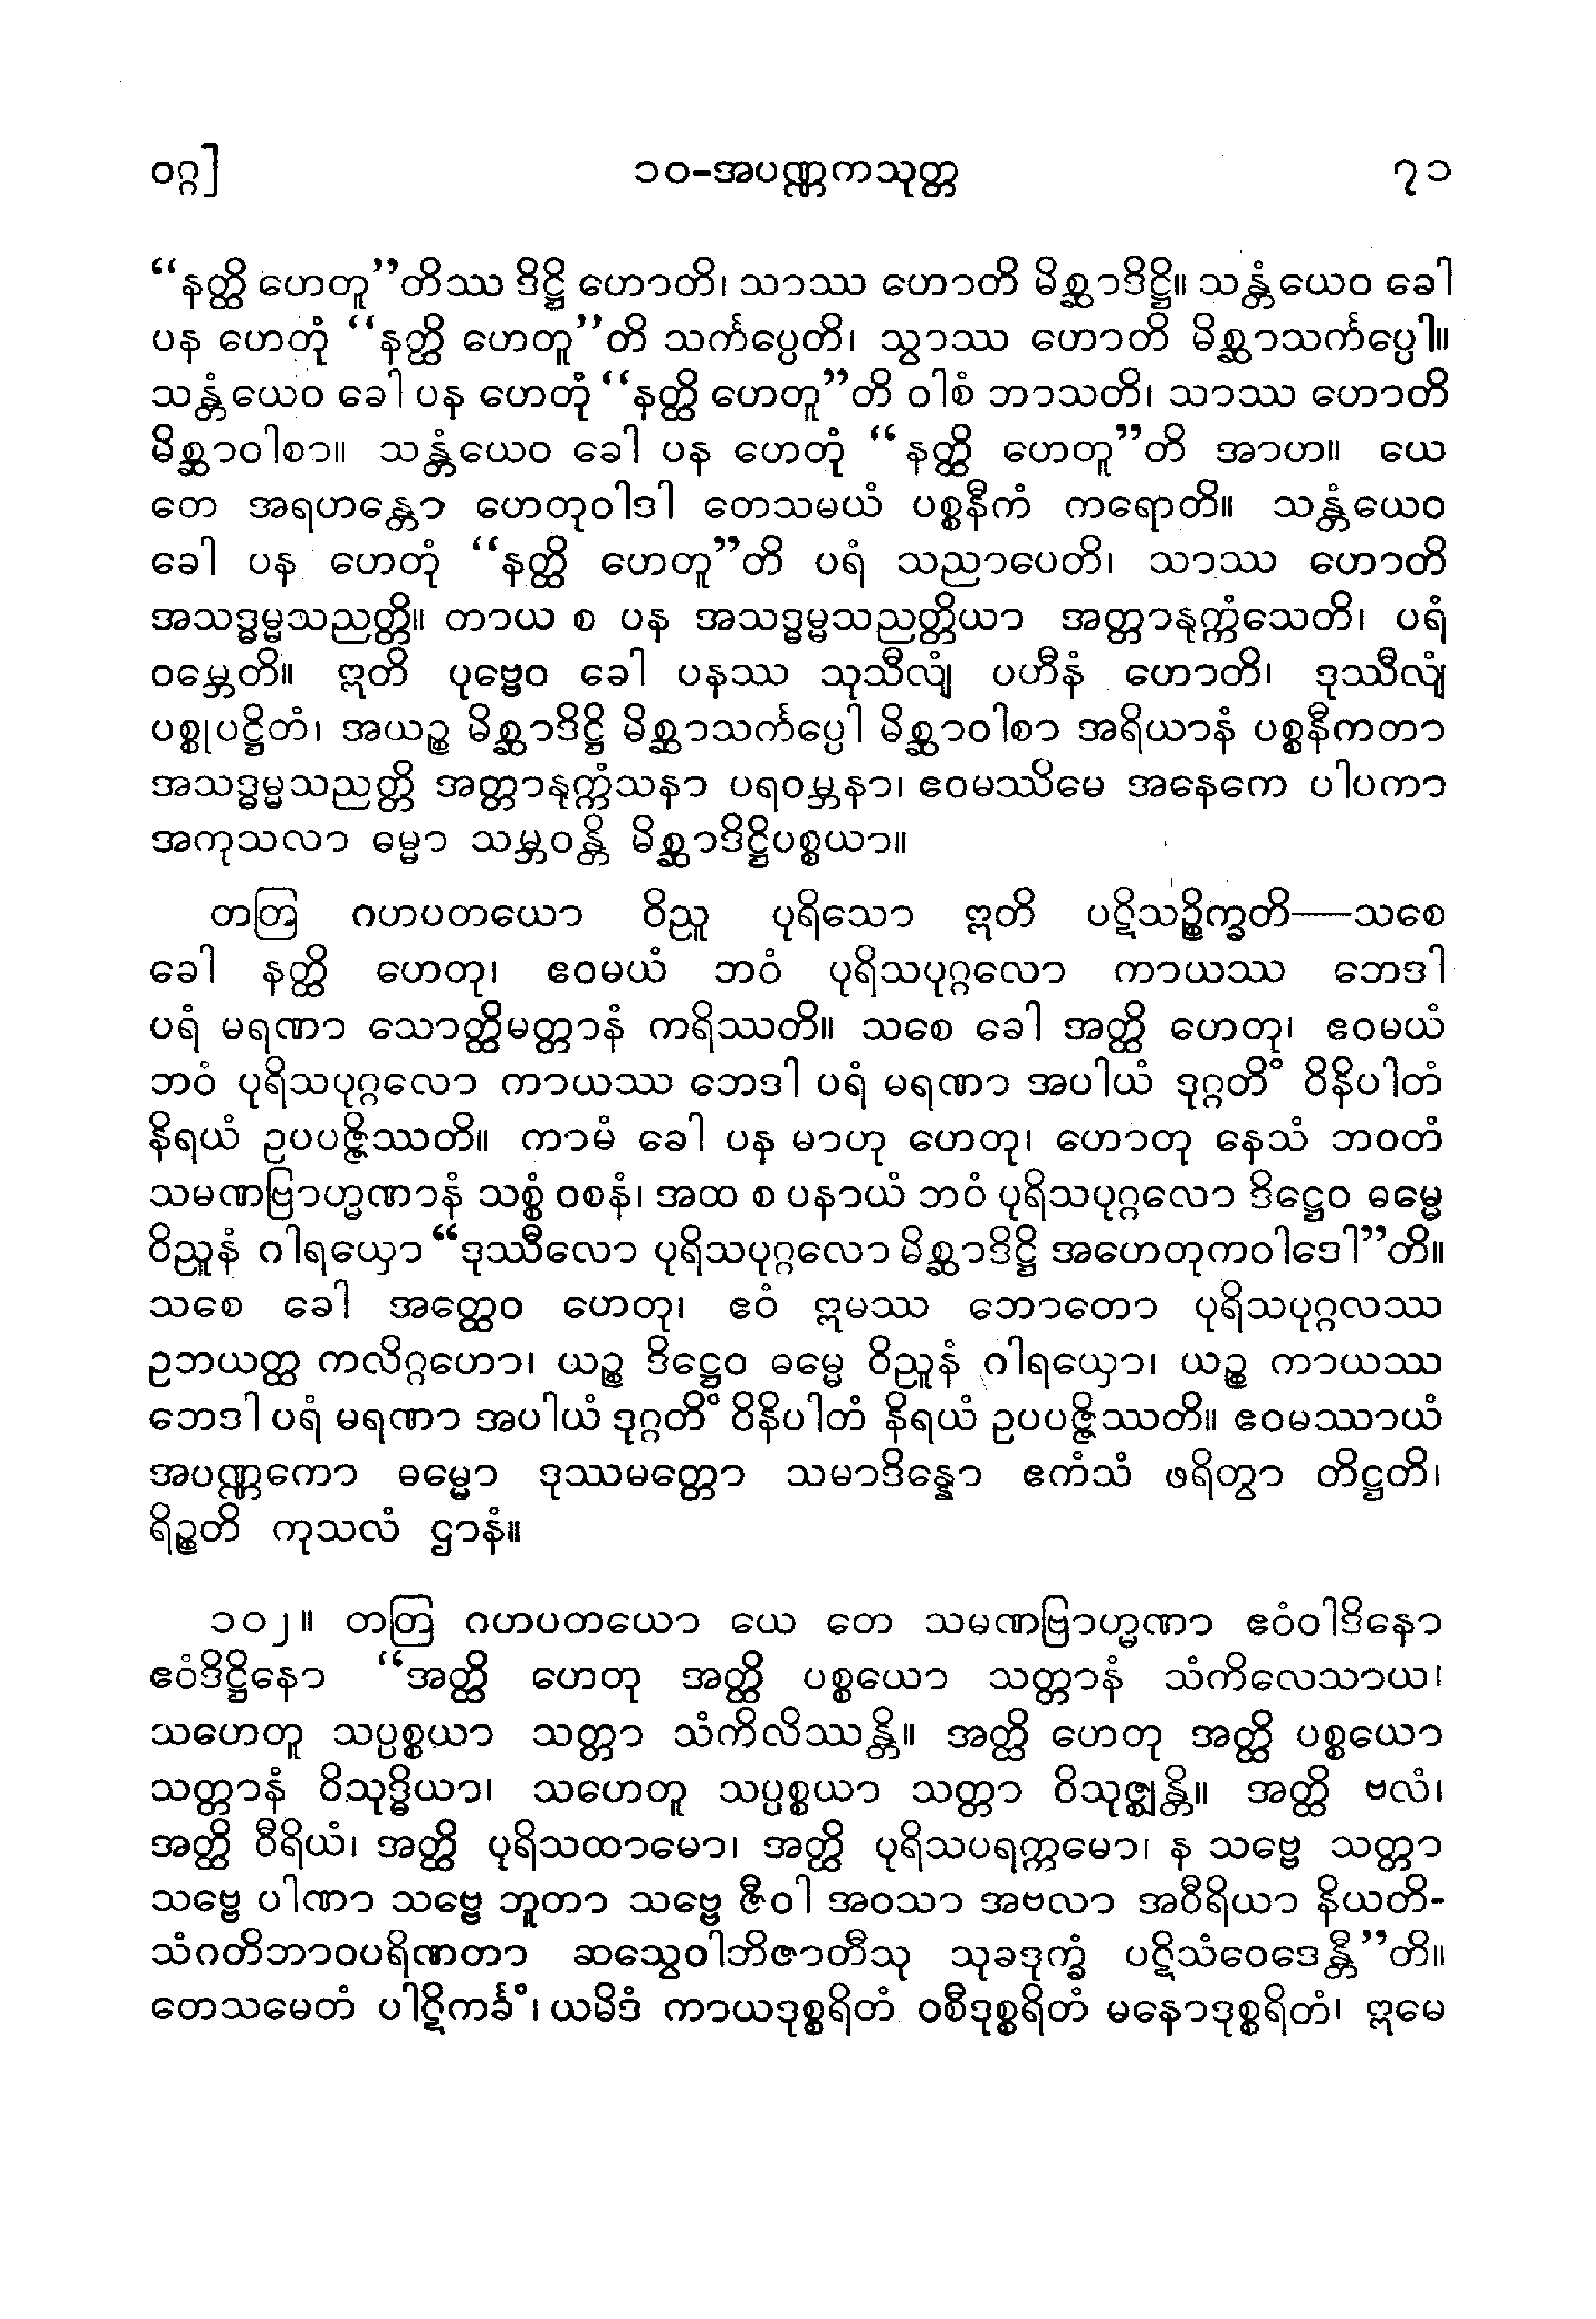 ဝဂ္ဂ] ၁၀-အပဏ္ဏကသုတ္တ ၇၁
“နတ္ထိ ဟေတူ”တိဿ ဒိဋ္ဌိ ဟောတိ၊ သာဿ ဟောတိ မိစ္ဆာဒိဋ္ဌိ။ သန္တံယေဝ ခေါ
ပန ဟေတုံ “နတ္ထိ ဟေတူ”တိ သင်္ကပ္ပေတိ၊ သွာဿ ဟောတိ မိစ္ဆာသင်္ကပ္ပေါ။
သန္တံယေဝ ခေါ ပန ဟေတုံ “နတ္ထိ ဟေတူ”တိ ဝါစံ ဘာသတိ၊ သာဿ ဟောတိ
မိစ္ဆာဝါစာ။ သန္တံယေဝ ခေါ ပန ဟေတုံ “နတ္ထိ ဟေတူ”တိ အာဟ။ ယေ
တေ အရဟန္တော ဟေတုဝါဒါ တေသမယံ ပစ္စနီကံ ကရောတိ။ သန္တံယေဝ
ခေါ ပန ဟေတုံ “နတ္ထိ ဟေတူ”တိ ပရံ သညာပေတိ၊ သာဿ ဟောတိ
အသဒ္ဓမ္မသညတ္တိ။ တာယ စ ပန အသဒ္ဓမ္မသညတ္တိယာ အတ္တာနုက္ကံသေတိ၊ ပရံ
ဝမ္ဘေတိ။ ဣတိ ပုဗ္ဗေဝ ခေါ ပနဿ သုသီလျံ ပဟီနံ ဟောတိ၊ ဒုဿီလျံ
ပစ္စုပဋ္ဌိတံ၊ အယဉ္စ မိစ္ဆာဒိဋ္ဌိ မိစ္ဆာသင်္ကပ္ပေါ မိစ္ဆာဝါစာ အရိယာနံ ပစ္စနီကတာ
အသဒ္ဓမ္မသညတ္တိ အတ္တာနုက္ကံသနာ ပရဝမ္ဘနာ၊ ဧဝမဿိမေ အနေကေ ပါပကာ
အကုသလာ ဓမ္မာ သမ္ဘဝန္တိ မိစ္ဆာဒိဋ္ဌိပစ္စယာ။
တတြ ဂဟပတယော ဝိညူ ပုရိသော ဣတိ ပဋိသဉ္စိက္ခတိ—သစေ
ခေါ နတ္ထိ ဟေတု၊ ဧဝမယံ ဘဝံ ပုရိသပုဂ္ဂလော ကာယဿ ဘေဒါ
ပရံ မရဏာ သောတ္ထိမတ္တာနံ ကရိဿတိ။ သစေ ခေါ အတ္ထိ ဟေတု၊ ဧဝမယံ
ဘဝံ ပုရိသပုဂ္ဂလော ကာယဿ ဘေဒါ ပရံ မရဏာ အပါယံ ဒုဂ္ဂတိံ ဝိနိပါတံ
နိရယံ ဥပပဇ္ဇိဿတိ။ ကာမံ ခေါ ပန မာဟု ဟေတု၊ ဟောတု နေသံ ဘဝတံ
သမဏဗြာဟ္မဏာနံ သစ္စံ ဝစနံ၊ အထ စ ပနာယံ ဘဝံ ပုရိသပုဂ္ဂလော ဒိဋ္ဌေဝ ဓမ္မေ
ဝိညူနံ ဂါရယှော “ဒုဿီလော ပုရိသပုဂ္ဂလော မိစ္ဆာဒိဋ္ဌိ အဟေတုကဝါဒေါ”တိ။
သစေ ခေါ အတ္ထေဝ ဟေတု၊ ဧဝံ ဣမဿ ဘောတော ပုရိသပုဂ္ဂလဿ
ဥဘယတ္ထ ကလိဂ္ဂဟော၊ ယဉ္စ ဒိဋ္ဌေဝ ဓမ္မေ ဝိညူနံ ဂါရယှော၊ ယဉ္စ ကာယဿ
ဘေဒါ ပရံ မရဏာ အပါယံ ဒုဂ္ဂတိံ ဝိနိပါတံ နိရယံ ဥပပဇ္ဇိဿတိ။ ဧဝမဿာယံ
အပဏ္ဏကော ဓမ္မော ဒုဿမတ္တော သမာဒိန္နော ဧကံသံ ဖရိတွာ တိဋ္ဌတိ၊
ရိဉ္စတိ ကုသလံ ဌာနံ။
၁၀၂။ တတြ ဂဟပတယော ယေ တေ သမဏဗြာဟ္မဏာ ဧဝံဝါဒိနော
ဧဝံဒိဋ္ဌိနော “အတ္ထိ ဟေတု အတ္ထိ ပစ္စယော သတ္တာနံ သံကိလေသာယ၊
သဟေတူ သပ္ပစ္စယာ သတ္တာ သံကိလိဿန္တိ။ အတ္ထိ ဟေတု အတ္ထိ ပစ္စယော
သတ္တာနံ ဝိသုဒ္ဓိယာ၊ သဟေတူ သပ္ပစ္စယာ သတ္တာ ဝိသုဇ္ဈန္တိ။ အတ္ထိ ဗလံ၊
အတ္ထိ ဝီရိယံ၊ အတ္ထိ ပုရိသထာမော၊ အတ္ထိ ပုရိသပရက္ကမော၊ န သဗ္ဗေ သတ္တာ
သဗ္ဗေ ပါဏာ သဗ္ဗေ ဘူတာ သဗ္ဗေ ဇီဝါ အဝသာ အဗလာ အဝီရိယာ နိယတိ-
သံဂတိဘာဝပရိဏတာ ဆသွေဝါဘိဇာတီသု သုခဒုက္ခံ ပဋိသံဝေဒေန္တီ”တိ။
တေသမေတံ ပါဋိကင်္ခံ၊ ယမိဒံ ကာယဒုစ္စရိတံ ဝစီဒုစ္စရိတံ မနောဒုစ္စရိတံ၊ ဣမေ